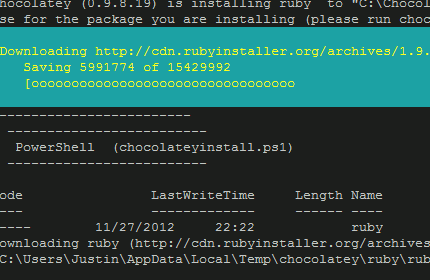 ocolatey (0.9.8.19) is installing ruby to "C:\Chocol
se for the package you are installing (please run choc
Downloading http://cdn.rubyinstaller.org/archives/1.9.
Saving 5991774 of 15429992
[ooooooooooooooooooooooooooooooooo
------------------------
-------------------------
PowerShell (chocolateyinstall.ps1)
-------------------------
ode LastWriteTime Length Name
--- ------------- ------ ----
---- 11/27/2012 22:22 ruby
ownloading ruby (http://cdn.rubyinstaller.org/archives
C:\Users\Justin\AppData\Local\Temp\chocolatey\ruby\rub